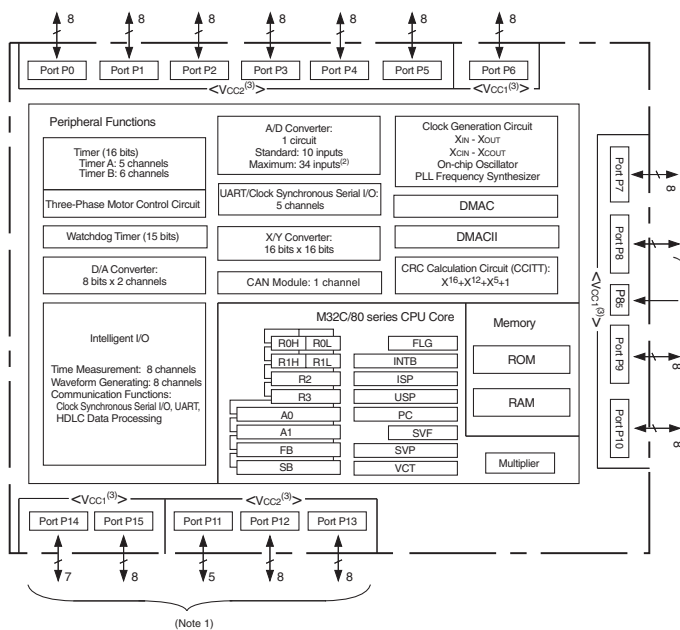 8 8 8 8 8 8 8
Port P0 Port P1 Port P2 Port P3 Port P4 Port P5 Port P6
<VCC2(3)> <VCC1(3)>
Peripheral Functions
Timer (16 bits)
Timer A: 5 channels
Timer B: 6 channels
Three-Phase Motor Control Circuit
Watchdog Timer (15 bits)
D/A Converter:
8 bits x 2 channels
A/D Converter:
1 circuit
Standard: 10 inputs
Maximum: 34 inputs(2)
UART/Clock Synchronous Serial I/O:
5 channels
X/Y Converter:
16 bits x 16 bits
CAN Module: 1 channel
Clock Generation Circuit
XIN - XOUT
XCIN - XCOUT
On-chip Oscillator
PLL Frequency Synthesizer
DMAC
DMACII
CRC Calculation Circuit (CCITT):
X16+X12+X5+1
Intelligent I/O
Time Measurement: 8 channels
Waveform Generating: 8 channels
Communication Functions:
Clock Synchronous Serial I/O, UART,
HDLC Data Processing
M32C/80 series CPU Core
R0H R0L
R1H R1L
R2
R3
A0
A1
FB
SB
FLG
INTB
ISP
USP
PC
SVF
SVP
VCT
Memory
ROM
RAM
Multiplier
<VCC1(3)>
Port P7 8
Port P8 7
P85
Port P9 8
Port P10 8
<VCC1(3)> <VCC2(3)>
Port P14 Port P15 Port P11 Port P12 Port P13
7 8 5 8 8
(Note 1)